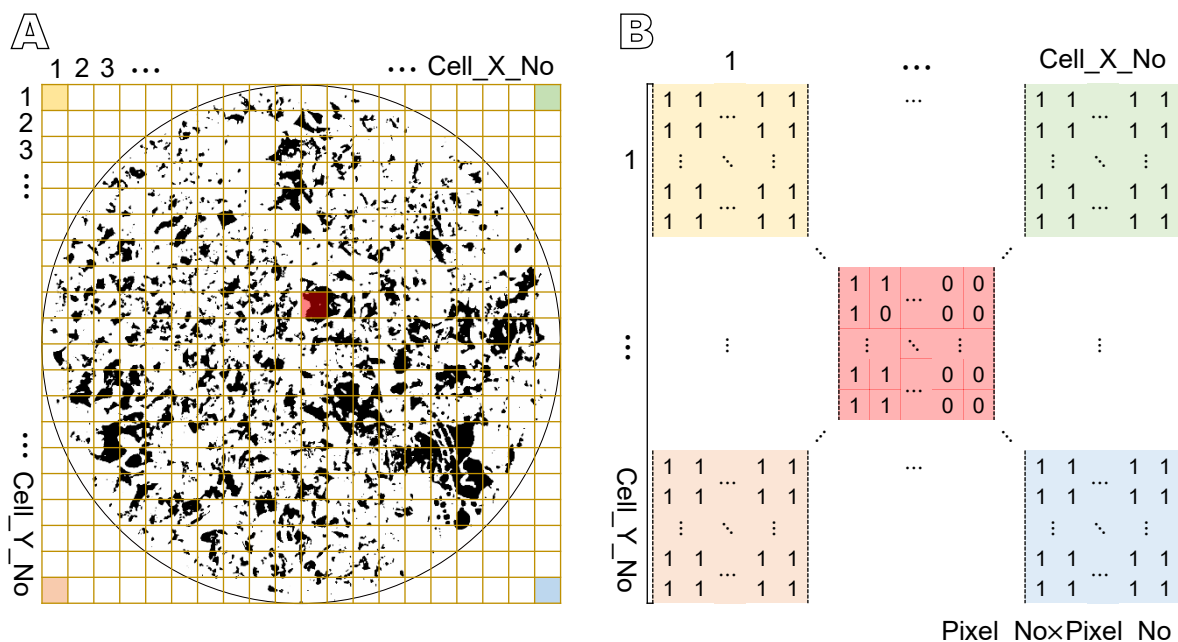 A
1 2 3 ... ... Cell_X_No
1
2
3
...
... Cell_Y_No
B
1 ... Cell_X_No
1
...
Cell_Y_No
1 1 ... 1 1
1 1 ... 1 1
⋮ ⋱ ⋮
1 1 ... 1 1
1 1 ... 1 1
...
1 1 ... 1 1
1 1 ... 1 1
⋮ ⋱ ⋮
1 1 ... 1 1
1 1 ... 1 1
⋱ ⋰
⋮
1 1 ... 0 0
1 0 ... 0 0
⋮ ⋱ ⋮
1 1 ... 0 0
1 1 ... 0 0
⋮
⋰ ⋱
1 1 ... 1 1
1 1 ... 1 1
⋮ ⋱ ⋮
1 1 ... 1 1
1 1 ... 1 1
...
1 1 ... 1 1
1 1 ... 1 1
⋮ ⋱ ⋮
1 1 ... 1 1
1 1 ... 1 1
Pixel_No×Pixel_No